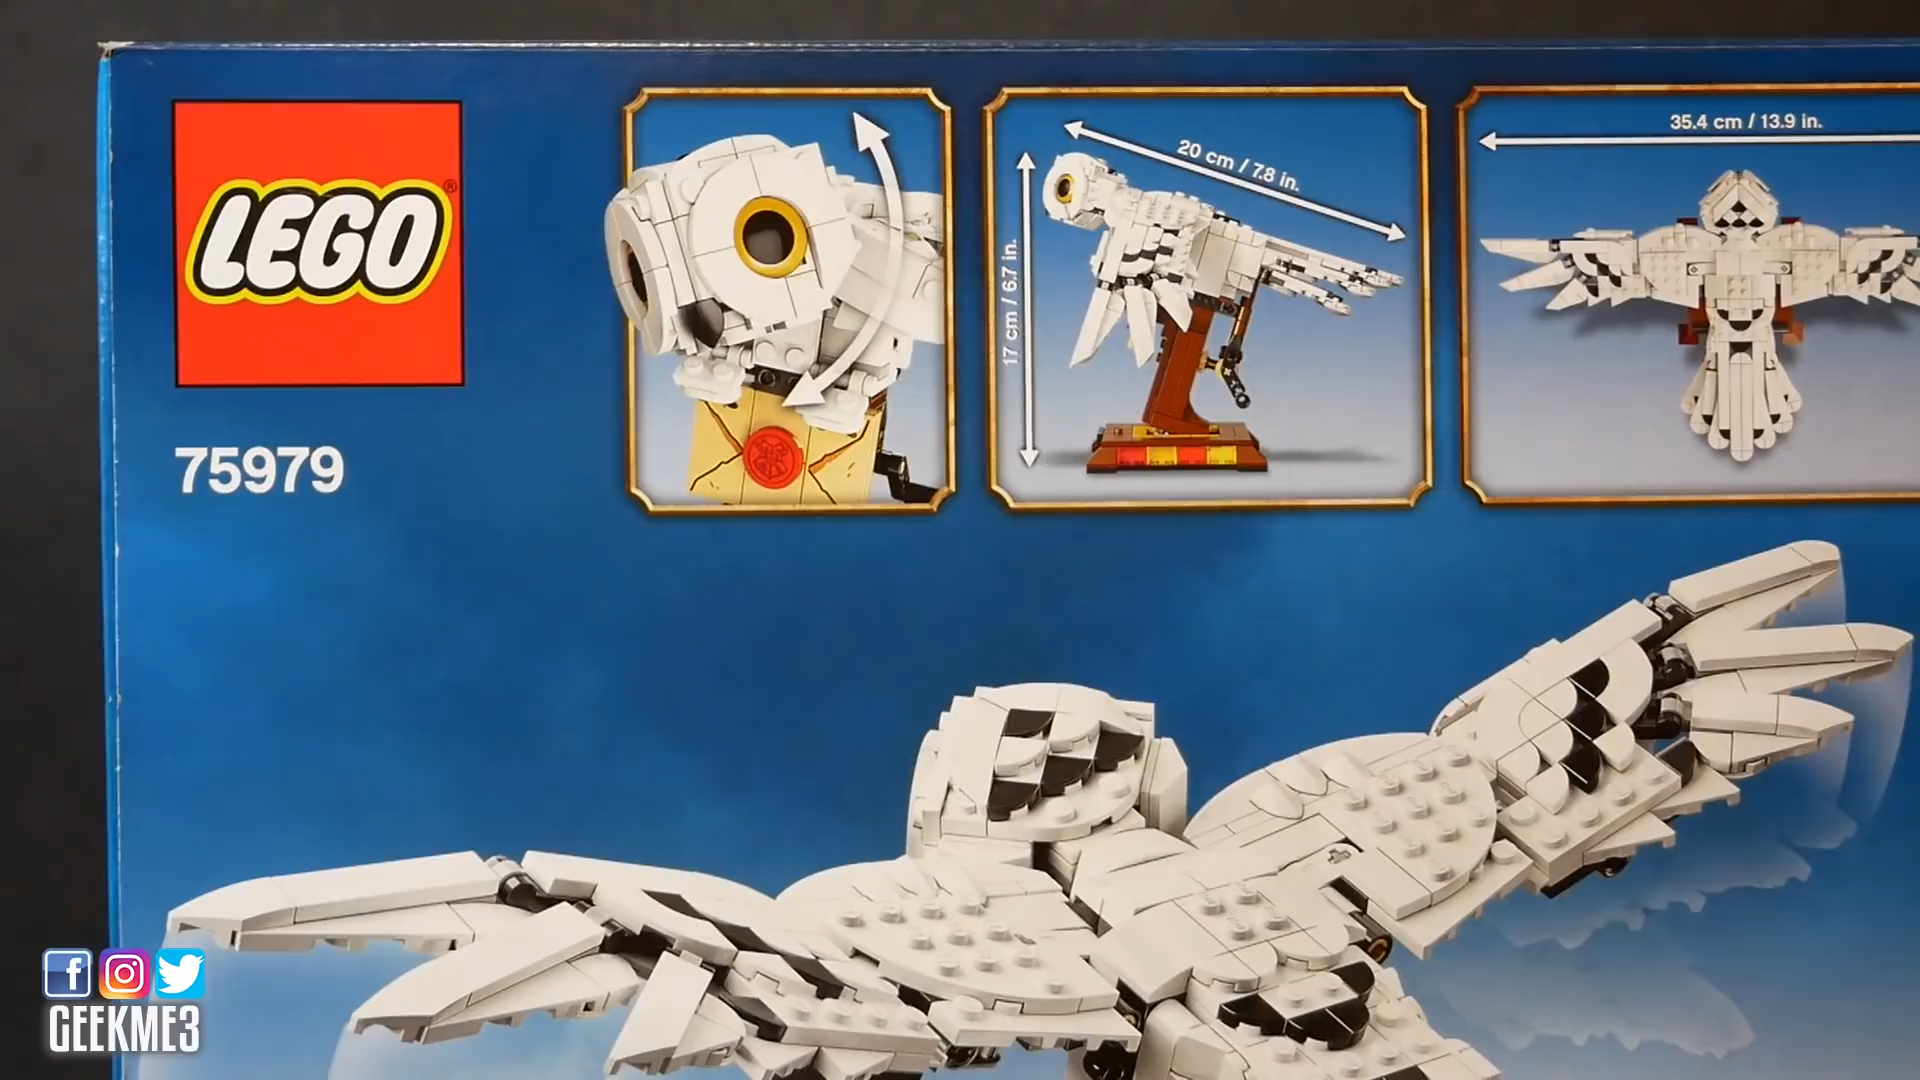 LEGO®
75979
20 cm / 7.8 in.
17 cm / 6.7 in.
35.4 cm / 13.9 in.
GEEKME3